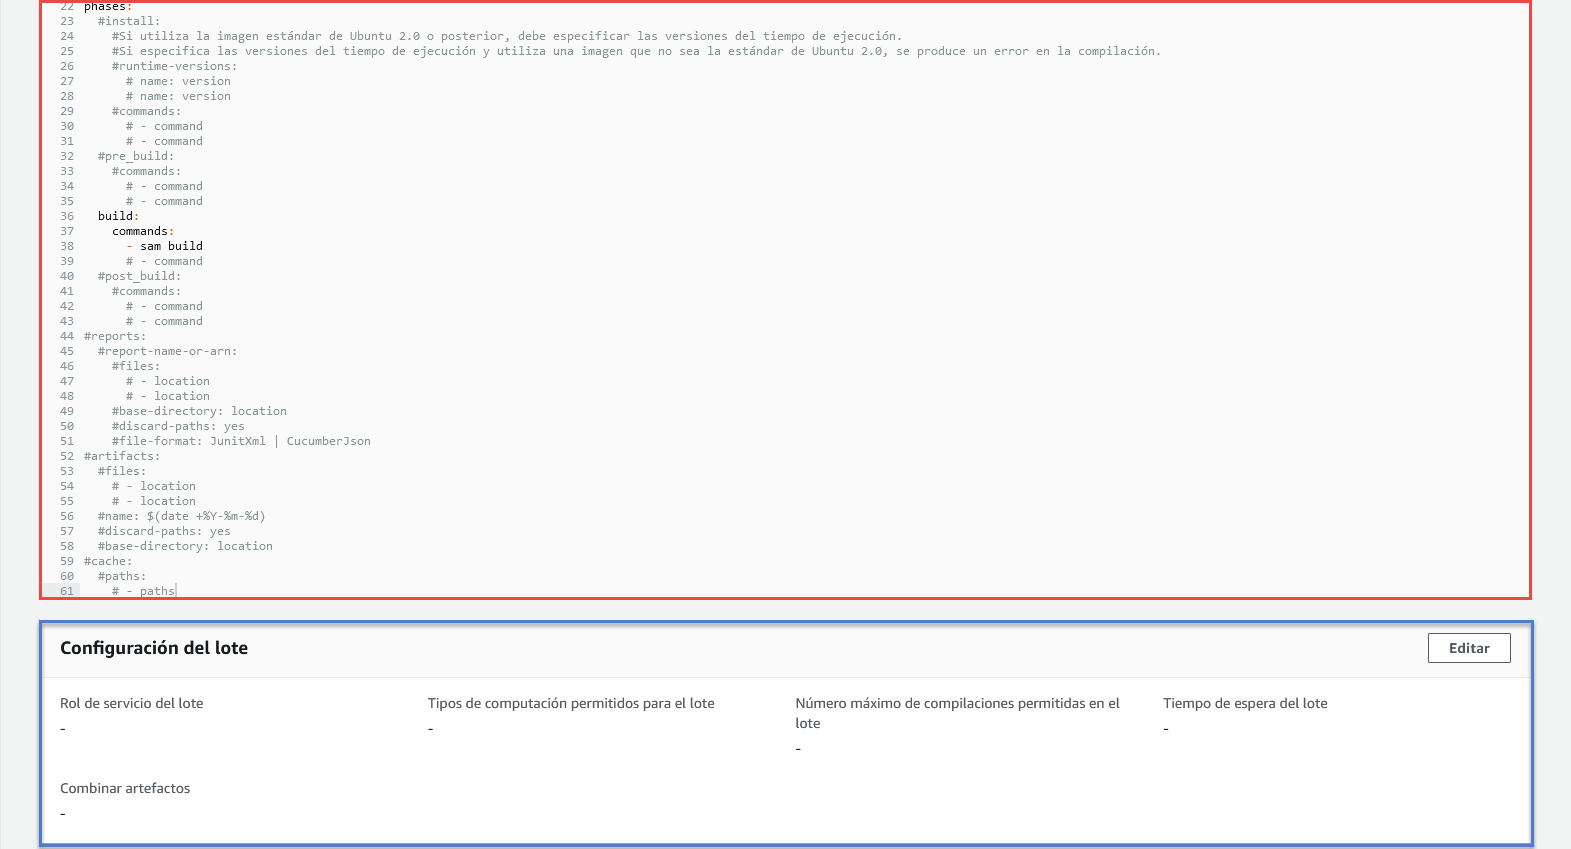 22 phases:
23 #install:
24 #Si utiliza la imagen estándar de Ubuntu 2.0 o posterior, debe especificar las versiones del tiempo de ejecución.
25 #Si especifica las versiones del tiempo de ejecución y utiliza una imagen que no sea la estándar de Ubuntu 2.0, se produce un error en la compilación.
26 #runtime-versions:
27 # name: version
28 # name: version
29 #commands:
30 # - command
31 # - command
32 #pre_build:
33 #commands:
34 # - command
35 # - command
36 build:
37 commands:
38 - sam build
39 # - command
40 #post_build:
41 #commands:
42 # - command
43 # - command
44 #reports:
45 #report-name-or-arn:
46 #files:
47 # - location
48 # - location
49 #base-directory: location
50 #discard-paths: yes
51 #file-format: JunitXml | CucumberJson
52 #artifacts:
53 #files:
54 # - location
55 # - location
56 #name: $(date +%Y-%m-%d)
57 #discard-paths: yes
58 #base-directory: location
59 #cache:
60 #paths:
61 # - paths
Configuración del lote
Editar
Rol de servicio del lote
-
Tipos de computación permitidos para el lote
-
Número máximo de compilaciones permitidas en el
lote
-
Tiempo de espera del lote
-
Combinar artefactos
-